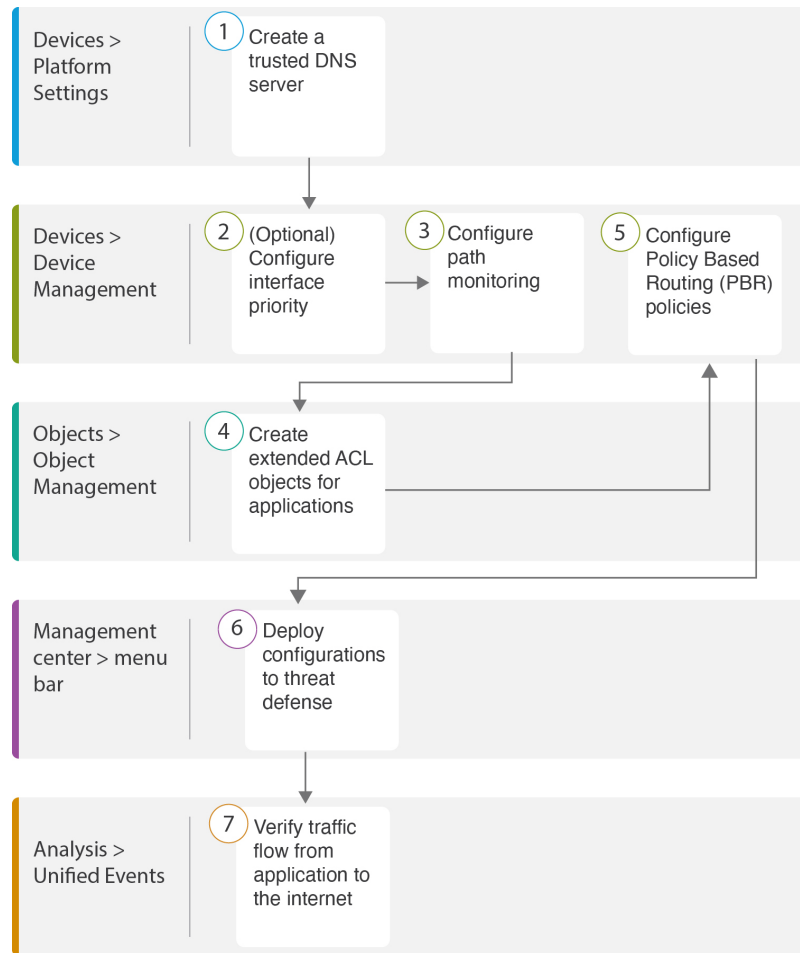 Devices >
Platform
Settings
1
Create a
trusted DNS
server
Devices >
Device
Management
2
(Optional)
Configure
interface
priority
3
Configure
path
monitoring
5
Configure
Policy Based
Routing (PBR)
policies
Objects >
Object
Management
4
Create
extended ACL
objects for
applications
Management
center > menu
bar
6
Deploy
configurations
to threat
defense
Analysis >
Unified Events
7
Verify traffic
flow from
application to
the internet